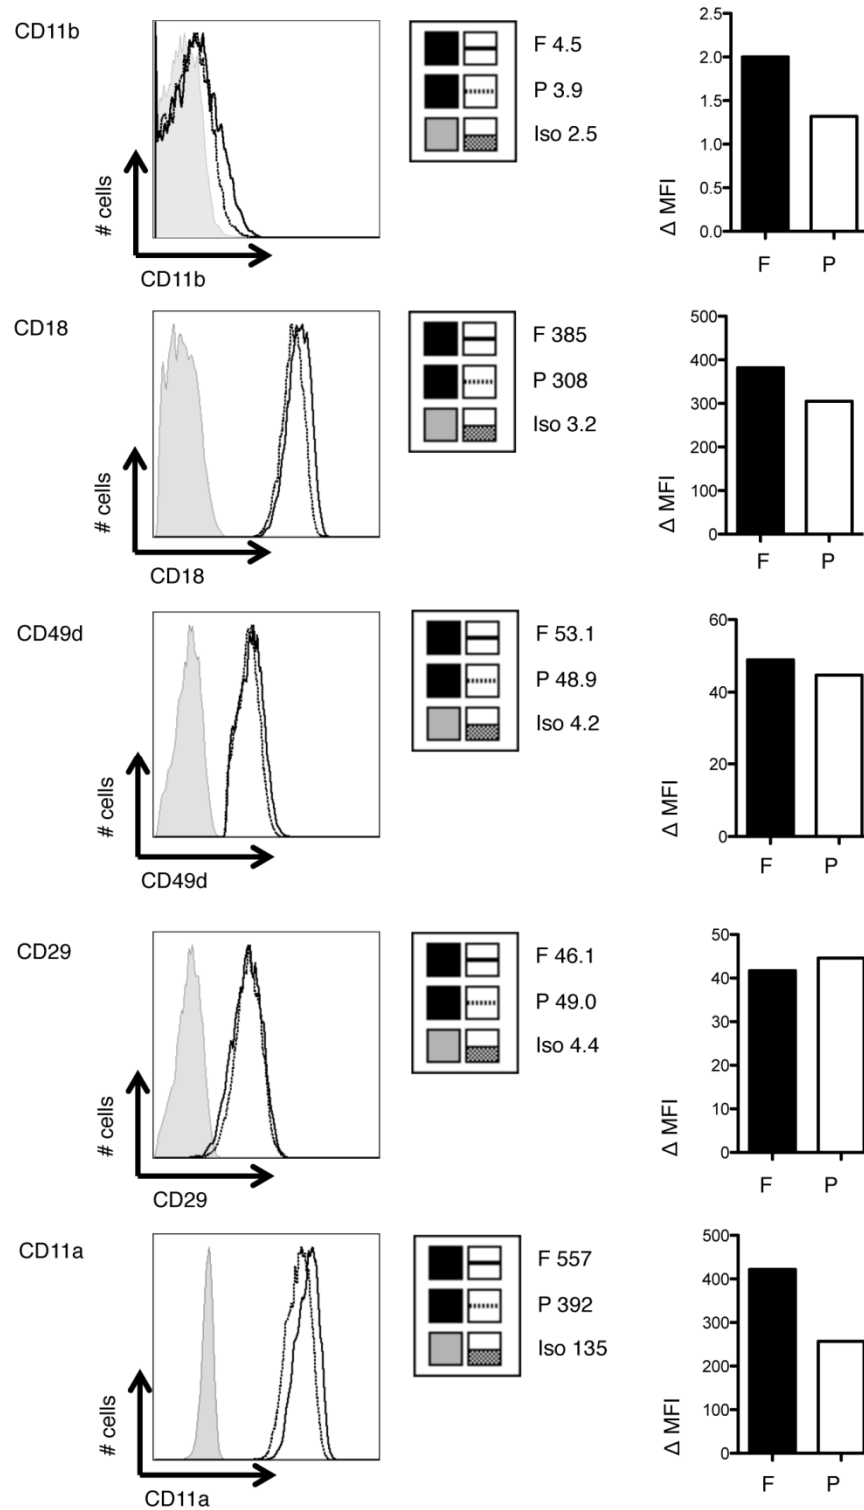 CD11b
# cells
CD11b
F 4.5
P 3.9
Iso 2.5
Δ MFI
2.5
2.0
1.5
1.0
0.5
0.0
F P
CD18
# cells
CD18
F 385
P 308
Iso 3.2
Δ MFI
500
400
300
200
100
0
F P
CD49d
# cells
CD49d
F 53.1
P 48.9
Iso 4.2
Δ MFI
60
40
20
0
F P
CD29
# cells
CD29
F 46.1
P 49.0
Iso 4.4
Δ MFI
50
40
30
20
10
0
F P
CD11a
# cells
CD11a
F 557
P 392
Iso 135
Δ MFI
500
400
300
200
100
0
F P